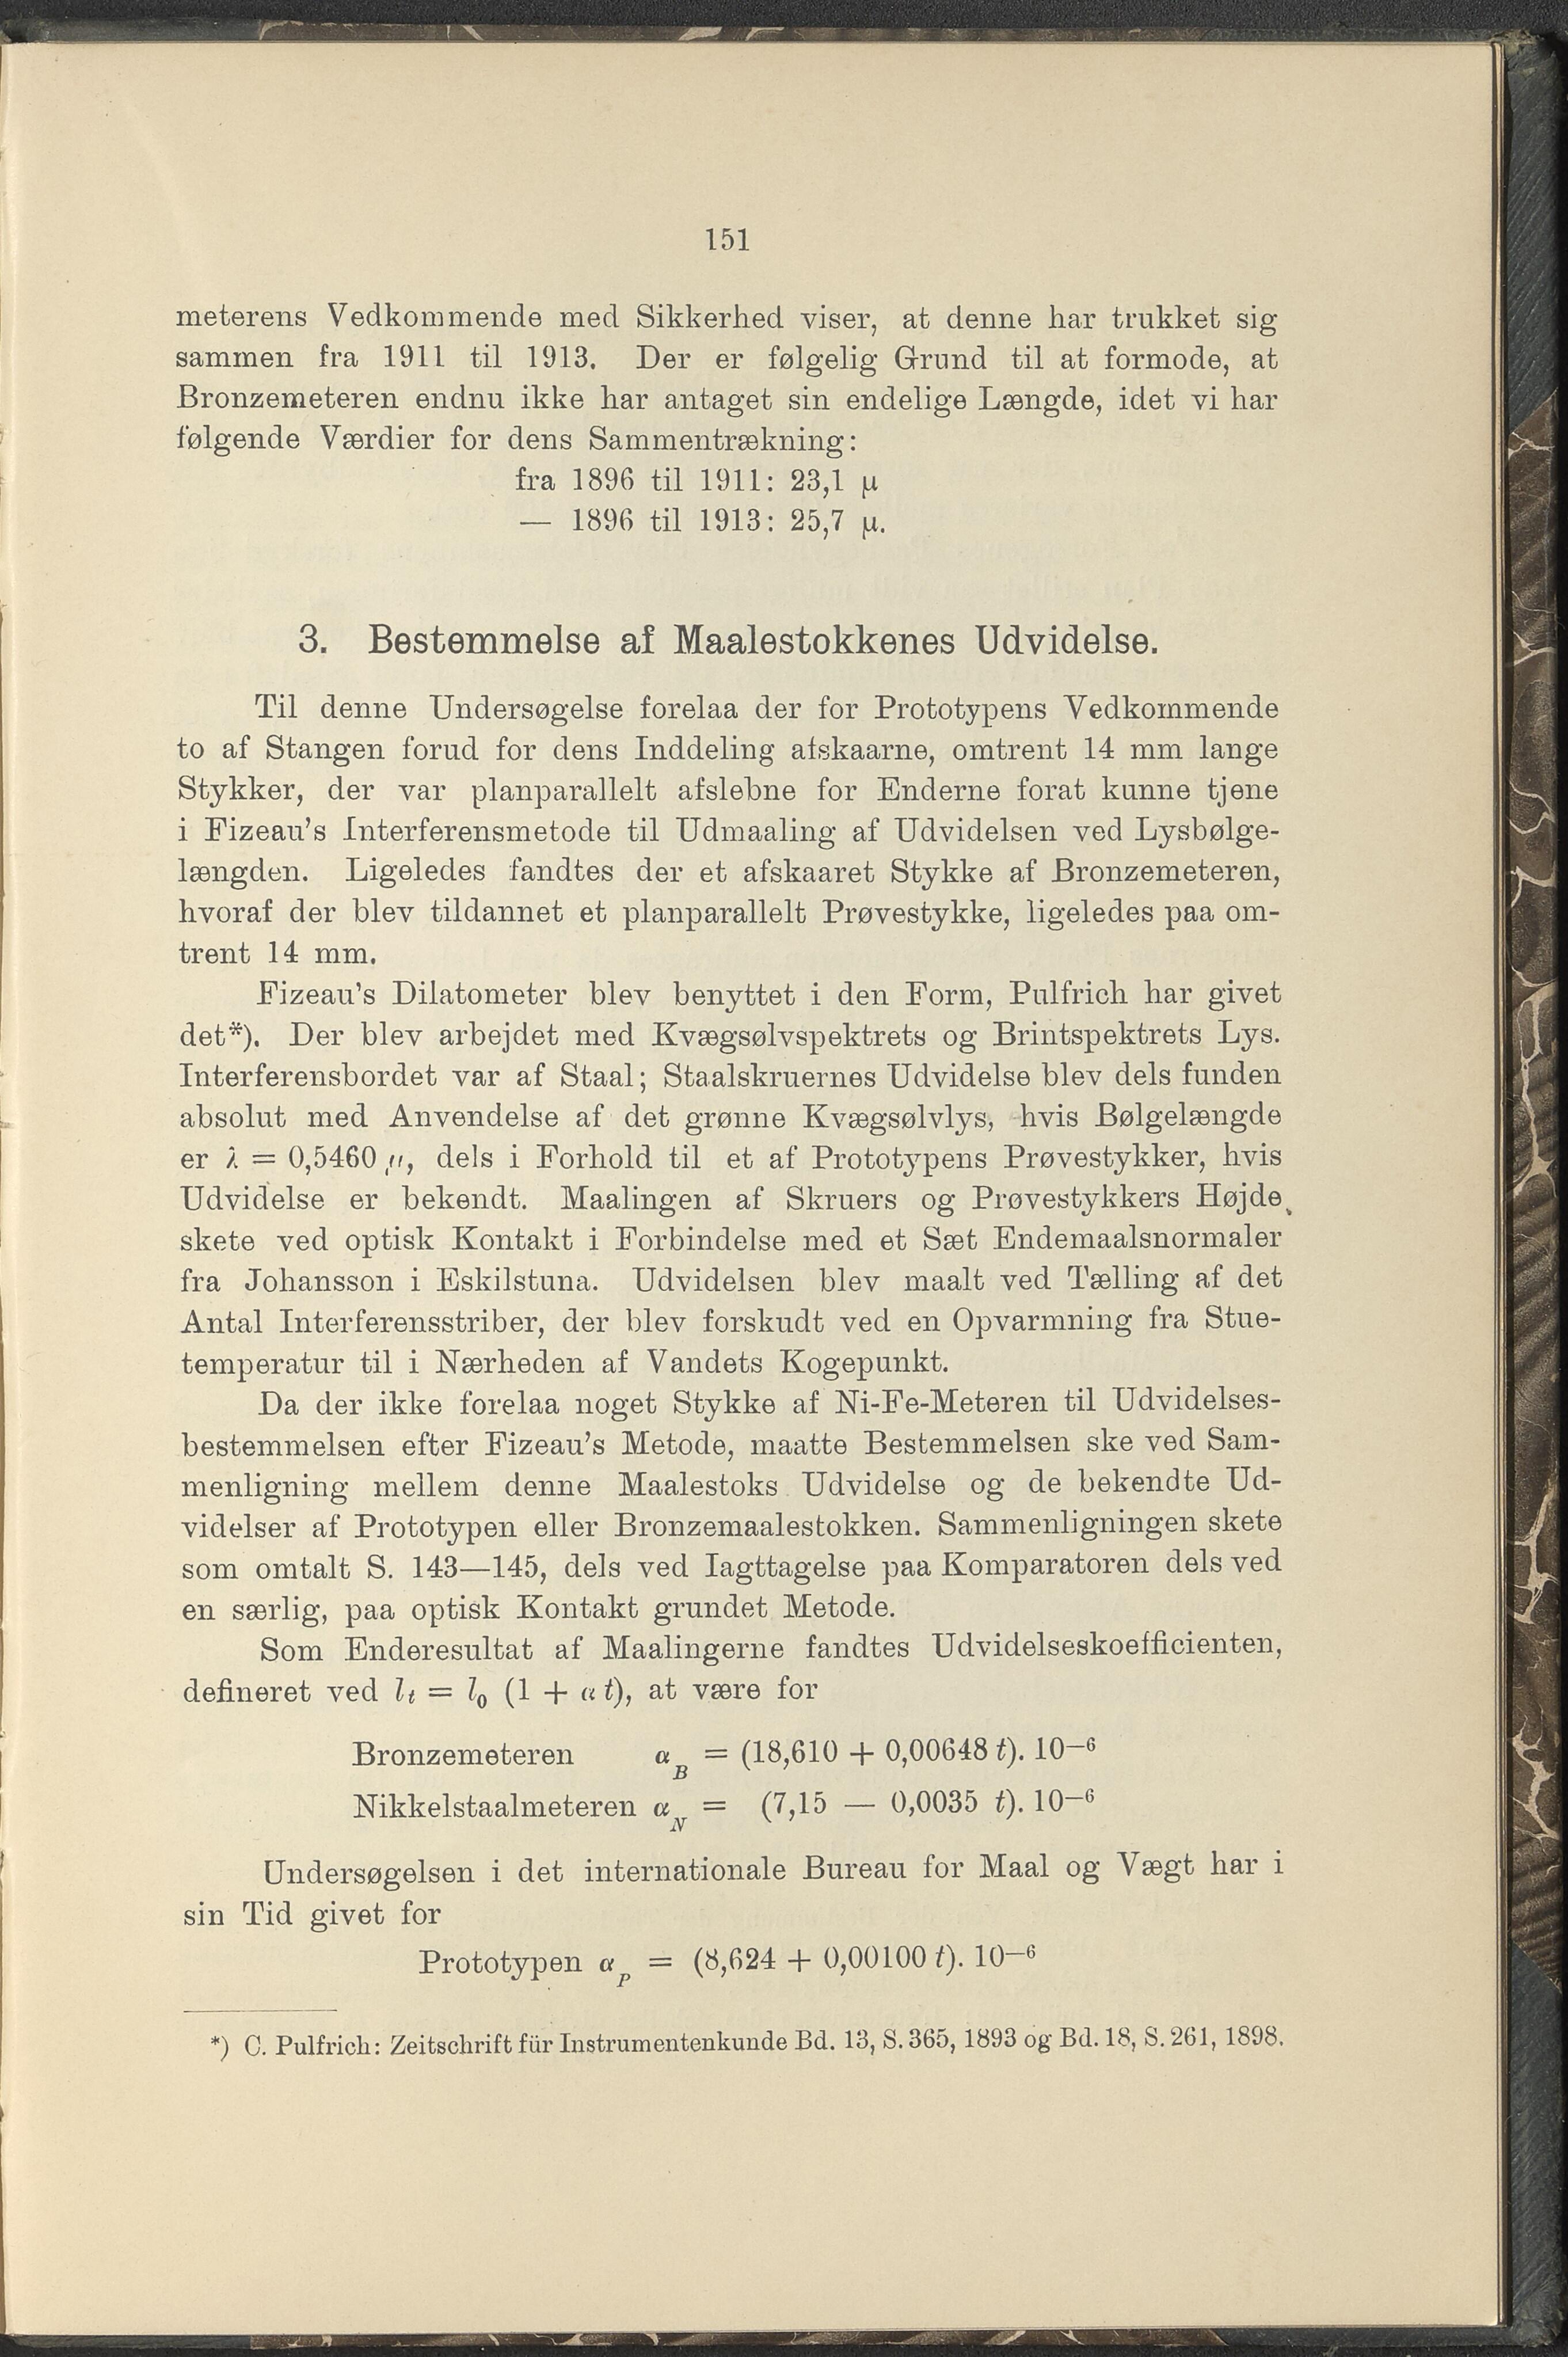 151
meterens Vedkommende med Sikkerhed viser, at denne har trukket sig
sammen fra 1911 til 1913. Der er følgelig Grund til at formode, at
Bronzemeteren endnu ikke har antaget sin endelige Længde, idet vi har
følgende Værdier for dens Sammentrækning:
fra 1896 til 1911: 23,1 μ
— 1896 til 1913: 25,7 μ.
3. Bestemmelse af Maalestokkenes Udvidelse.
Til denne Undersøgelse forelaa der for Prototypens Vedkommende
to af Stangen forud for dens Inddeling afskaarne, omtrent 14 mm lange
Stykker, der var planparallelt afslebne for Enderne forat kunne tjene
i Fizeau's Interferensmetode til Udmaaling af Udvidelsen ved Lysbølge-
længden. Ligeledes fandtes der et afskaaret Stykke af Bronzemeteren,
hvoraf der blev tildannet et planparallelt Prøvestykke, ligeledes paa om-
trent 14 mm.
Fizeau's Dilatometer blev benyttet i den Form, Pulfrich har givet
det*). Der blev arbejdet med Kvægsølvspektrets og Brintspektrets Lys.
Interferensbordet var af Staal; Staalskruernes Udvidelse blev dels funden
absolut med Anvendelse af det grønne Kvægsølvlys, hvis Bølgelængde
er λ = 0,5460 μ, dels i Forhold til et af Prototypens Prøvestykker, hvis
Udvidelse er bekendt. Maalingen af Skruers og Prøvestykkers Højde
skete ved optisk Kontakt i Forbindelse med et Sæt Endemaalsnormaler
fra Johansson i Eskilstuna. Udvidelsen blev maalt ved Tælling af det
Antal Interferensstriber, der blev forskudt ved en Opvarmning fra Stue-
temperatur til i Nærheden af Vandets Kogepunkt.
Da der ikke forelaa noget Stykke af Ni-Fe-Meteren til Udvidelses-
bestemmelsen efter Fizeau's Metode, maatte Bestemmelsen ske ved Sam-
menligning mellem denne Maalestoks Udvidelse og de bekendte Ud-
videlser af Prototypen eller Bronzemaalestokken. Sammenligningen skete
som omtalt S. 143—145, dels ved Iagttagelse paa Komparatoren dels ved
en særlig, paa optisk Kontakt grundet Metode.
Som Enderesultat af Maalingerne fandtes Udvidelseskoefficienten,
defineret ved lₜ = l₀ (1 + α t), at være for
Bronzemeteren α_B = (18,610 + 0,00648 t). 10⁻⁶
Nikkelstaalmeteren α_N = (7,15 — 0,0035 t). 10⁻⁶
Undersøgelsen i det internationale Bureau for Maal og Vægt har i
sin Tid givet for
Prototypen α_P = (8,624 + 0,00100 t). 10⁻⁶
*) C. Pulfrich: Zeitschrift für Instrumentenkunde Bd. 13, S. 365, 1893 og Bd. 18, S. 261, 1898.